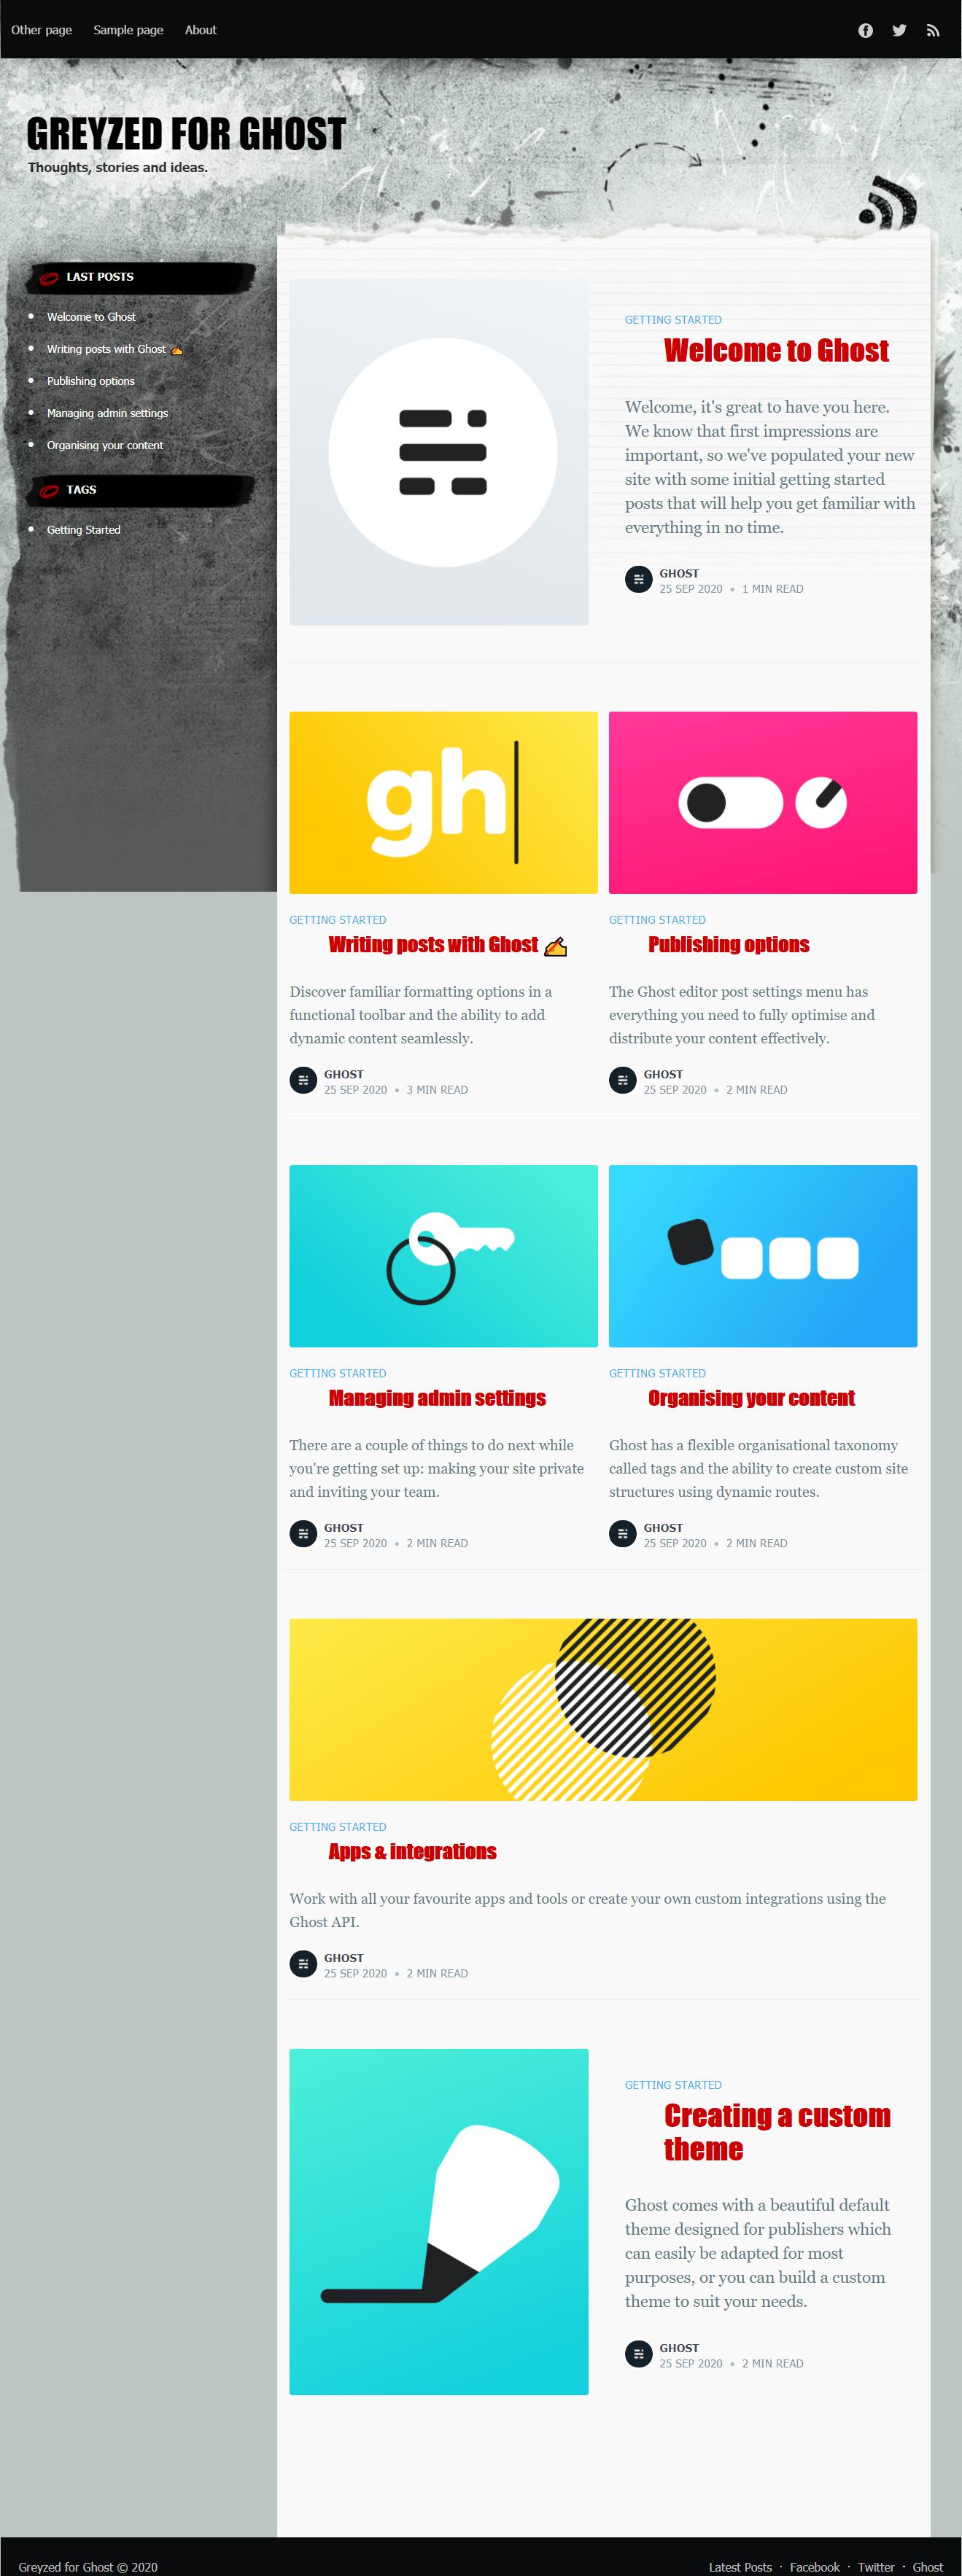 Other page Sample page About
GREYZED FOR GHOST
Thoughts, stories and ideas.
LAST POSTS
Welcome to Ghost
Writing posts with Ghost ✍️
Publishing options
Managing admin settings
Organising your content
TAGS
Getting Started
GETTING STARTED
Welcome to Ghost
Welcome, it's great to have you here.
We know that first impressions are
important, so we've populated your new
site with some initial getting started
posts that will help you get familiar with
everything in no time.
GHOST
25 SEP 2020 • 1 MIN READ
gh
GETTING STARTED
Writing posts with Ghost ✍️
Discover familiar formatting options in a
functional toolbar and the ability to add
dynamic content seamlessly.
GHOST
25 SEP 2020 • 3 MIN READ
GETTING STARTED
Publishing options
The Ghost editor post settings menu has
everything you need to fully optimise and
distribute your content effectively.
GHOST
25 SEP 2020 • 2 MIN READ
GETTING STARTED
Managing admin settings
There are a couple of things to do next while
you're getting set up: making your site private
and inviting your team.
GHOST
25 SEP 2020 • 2 MIN READ
GETTING STARTED
Organising your content
Ghost has a flexible organisational taxonomy
called tags and the ability to create custom site
structures using dynamic routes.
GHOST
25 SEP 2020 • 2 MIN READ
GETTING STARTED
Apps & integrations
Work with all your favourite apps and tools or create your own custom integrations using the
Ghost API.
GHOST
25 SEP 2020 • 2 MIN READ
GETTING STARTED
Creating a custom
theme
Ghost comes with a beautiful default
theme designed for publishers which
can easily be adapted for most
purposes, or you can build a custom
theme to suit your needs.
GHOST
25 SEP 2020 • 2 MIN READ
Greyzed for Ghost © 2020
Latest Posts · Facebook · Twitter · Ghost